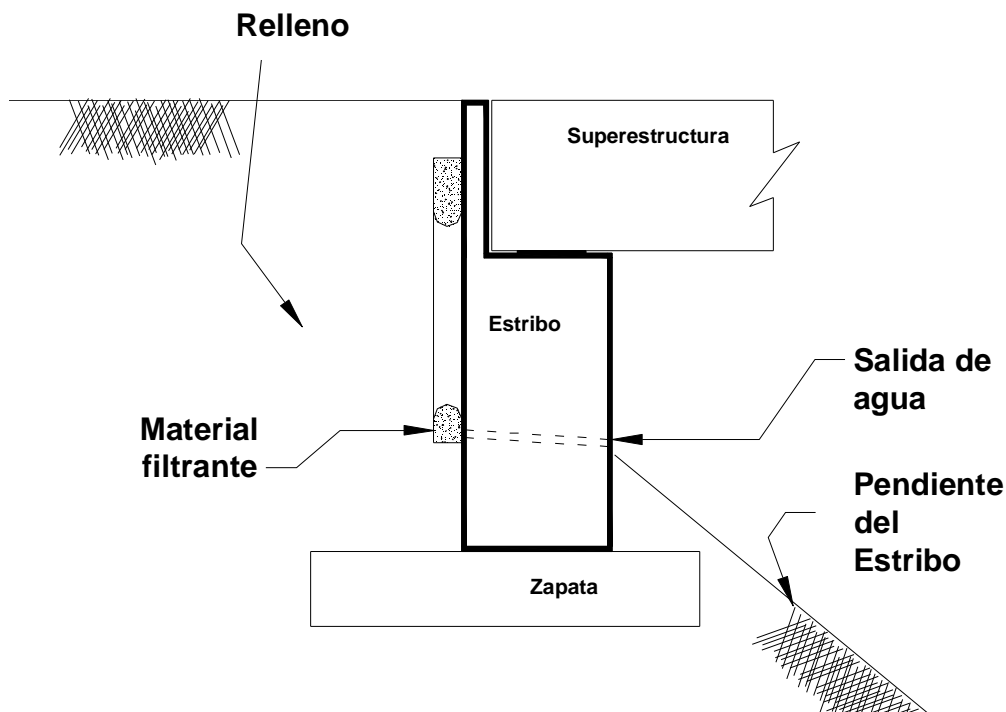 Relleno
Superestructura
Estribo
Salida de
agua
Material
filtrante
Pendiente
del
Estribo
Zapata